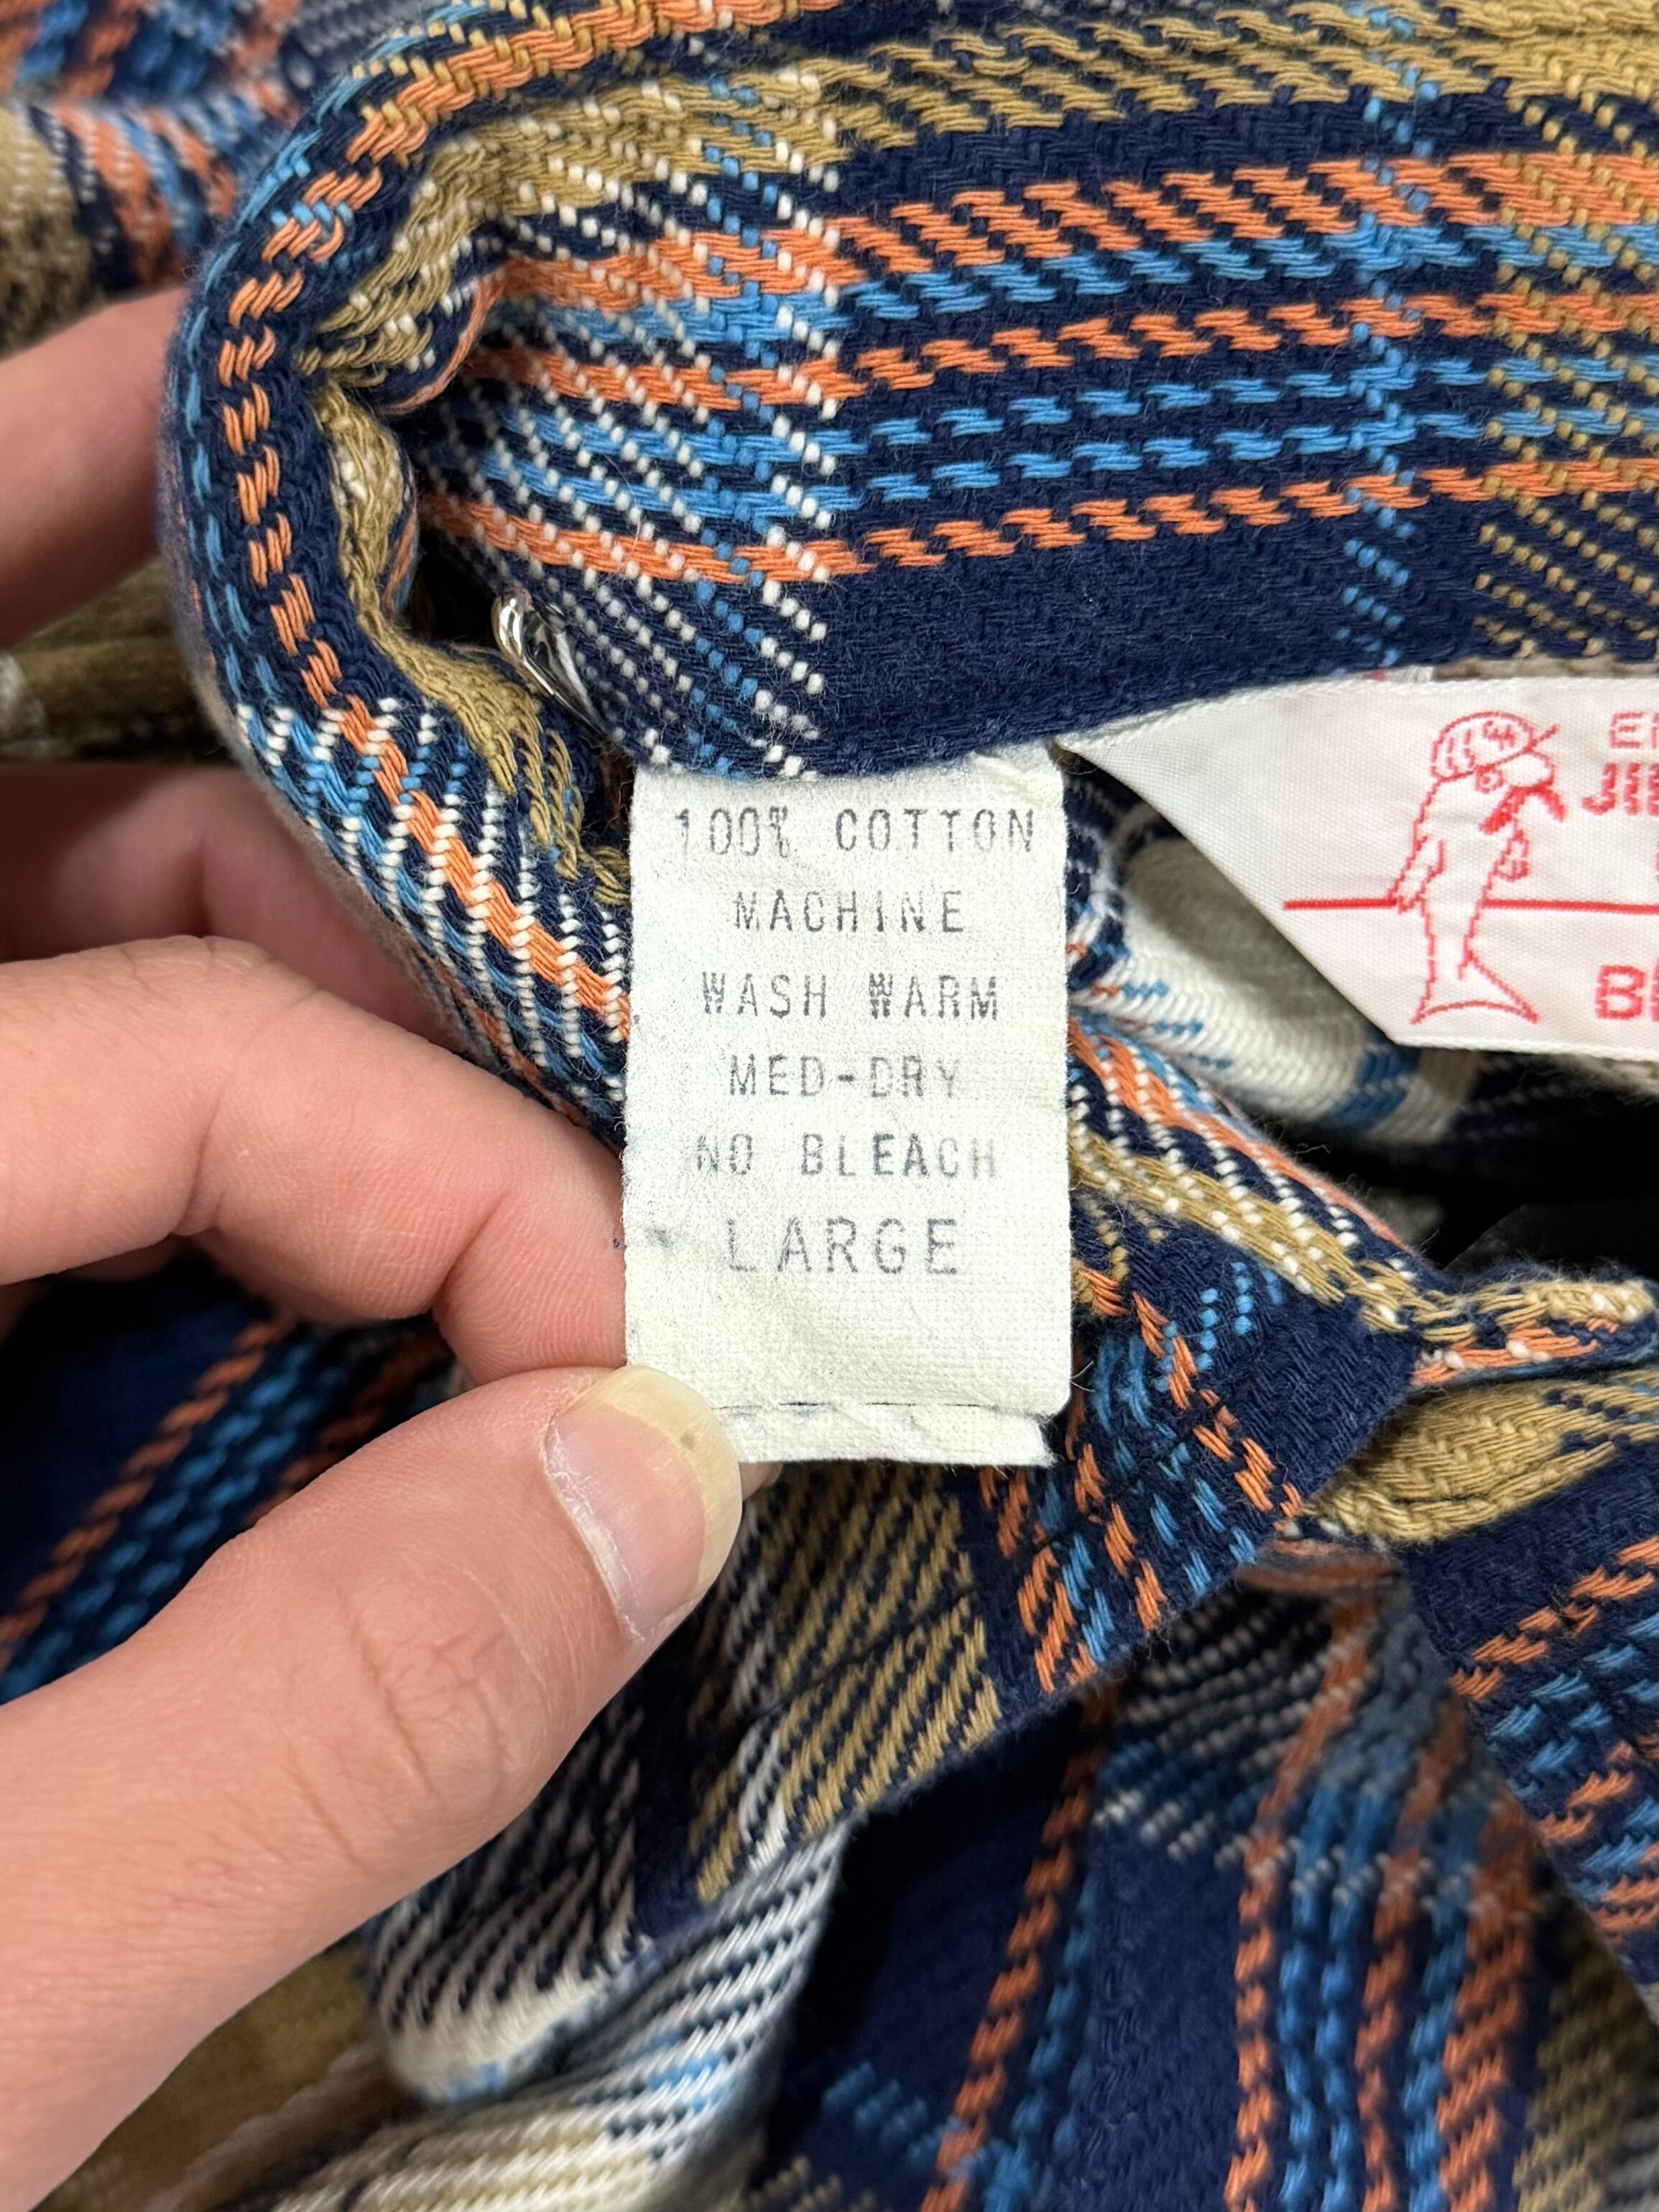 100% COTTON
MACHINE
WASH WARM
MED-DRY
NO BLEACH
LARGE